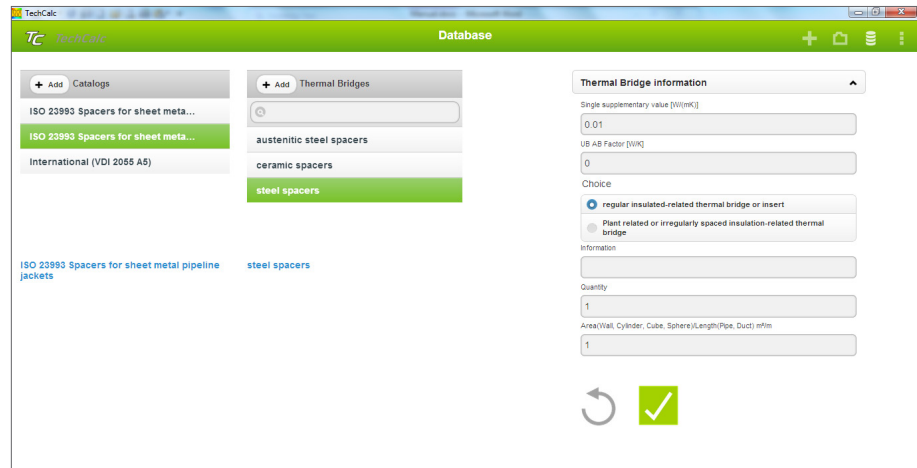 TechCalc
TC TechCalc
Database
+ Add Catalogs
ISO 23993 Spacers for sheet meta...
ISO 23993 Spacers for sheet meta...
International (VDI 2055 A5)
ISO 23993 Spacers for sheet metal pipeline
jackets
+ Add Thermal Bridges
austenitic steel spacers
ceramic spacers
steel spacers
steel spacers
Thermal Bridge information
Single supplementary value [W/(mK)]
0.01
UB AB Factor [W/K]
0
Choice
regular insulated-related thermal bridge or insert
Plant related or irregularly spaced insulation-related thermal
bridge
Information
Quantity
1
Area(Wall, Cylinder, Cube, Sphere)/Length(Pipe, Duct) m²/m
1